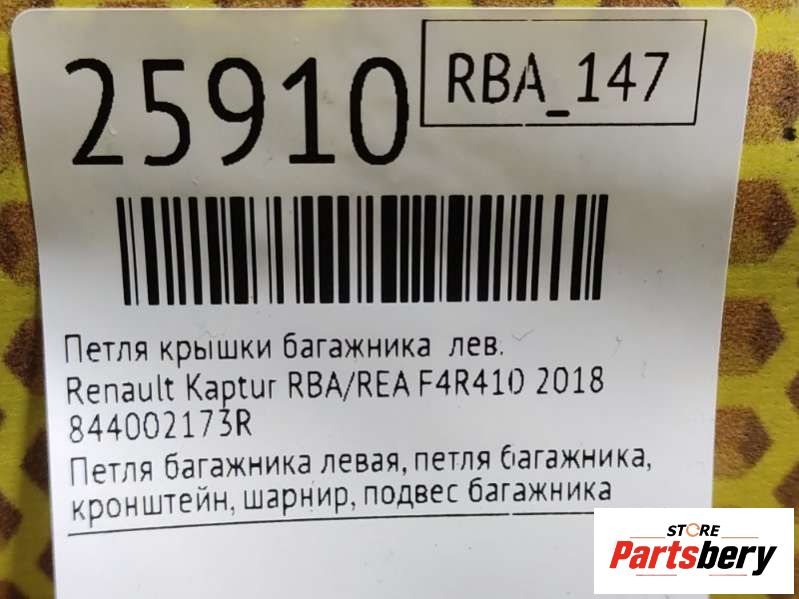 25910
RBA_147
Петля крышки багажника лев.
Renault Kaptur RBA/REA F4R410 2018
844002173R
Петля багажника левая, петля багажника,
кронштейн, шарнир, подвес багажника
STORE
Partsbery